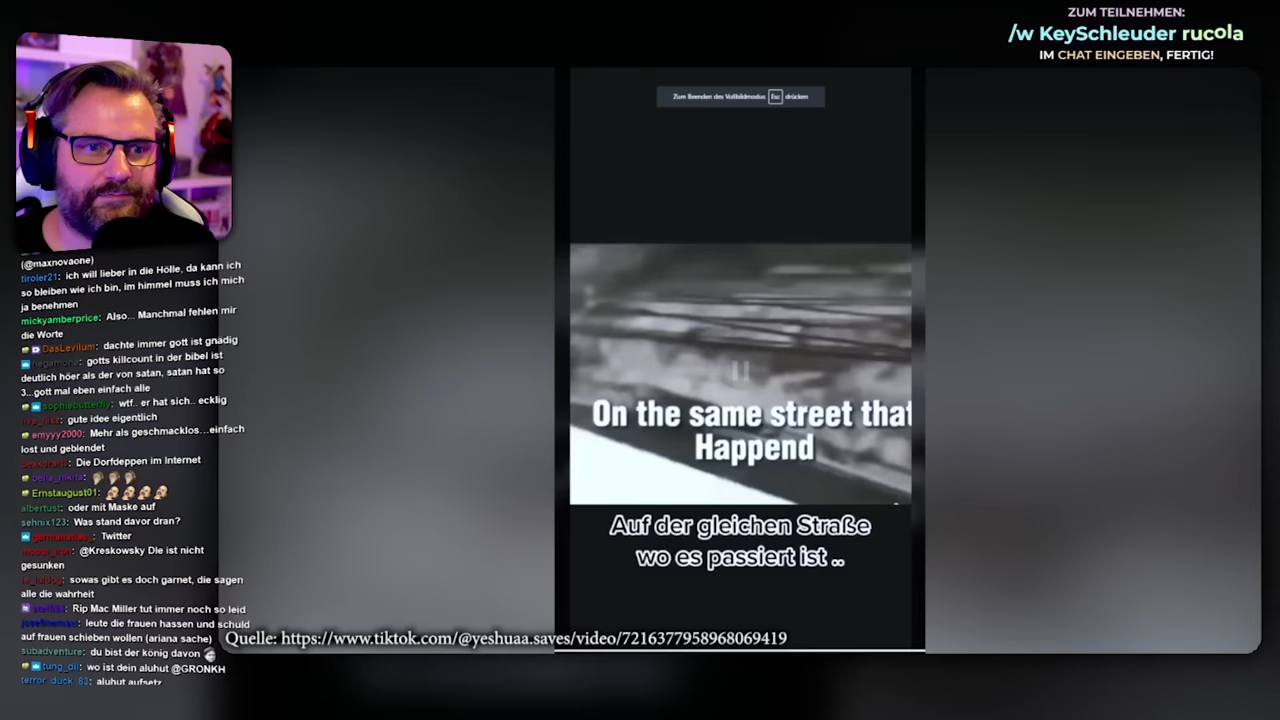 ZUM TEILNEHMEN:
/w KeySchleuder rucola
IM CHAT EINGEBEN, FERTIG!
Zum Beenden des Vollbildmodus Esc drücken
(@maxnovaone)
tiroler21: ich will lieber in die Hölle, da kann ich
so bleiben wie ich bin, im himmel muss ich mich
ja benehmen
mickyamberprice: Also... Manchmal fehlen mir
die Worte
DasLevilum: dachte immer gott ist gnadig
gotts killcount in der bibel ist
deutlich höer als der von satan, satan hat so
3...gott mal eben einfach alle
sophiebutterfly: wtf.. er hat sich.. ecklig
gute idee eigentlich
emyyy2000: Mehr als geschmacklos...einfach
lost und geblendet
Die Dorfdeppen im Internet
Ernstaugust01:
albertust: oder mit Maske auf
sehnix123: Was stand davor dran?
Twitter
@Kreskowsky DIe ist nicht
gesunken
sowas gibt es doch garnet, die sagen
alle die wahrheit
Rip Mac Miller tut immer noch so leid
leute die frauen hassen und schuld
auf frauen schieben wollen (ariana sache)
subadventure: du bist der könig davon
tung_dil: wo ist dein aluhut @GRONKH
terror_duck_83: aluhut aufsetz
On the same street that
Happend
Auf der gleichen Straße
wo es passiert ist ..
Quelle: https://www.tiktok.com/@yeshuaa.saves/video/7216377958968069419